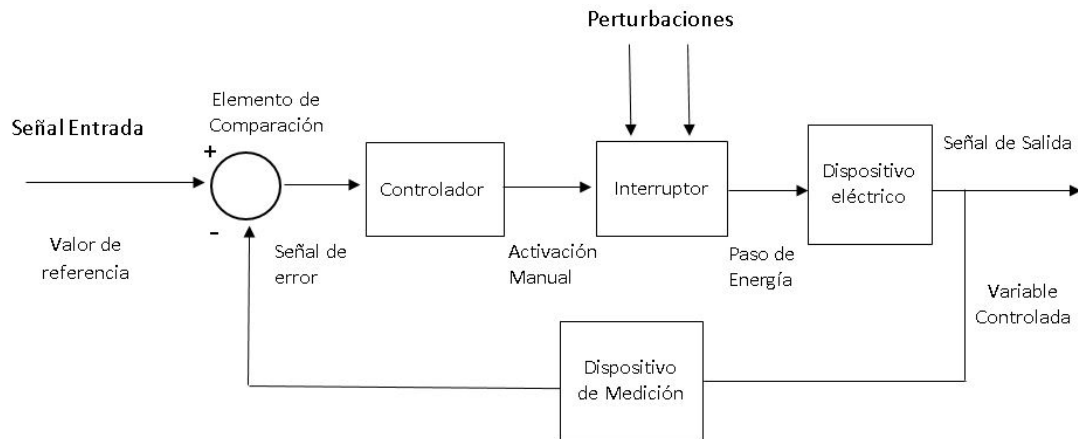 Perturbaciones
Elemento de
Comparación
Señal Entrada
+
-
Valor de
referencia
Señal de
error
Controlador
Activación
Manual
Interruptor
Paso de
Energía
Dispositivo
eléctrico
Señal de Salida
Variable
Controlada
Dispositivo
de Medición